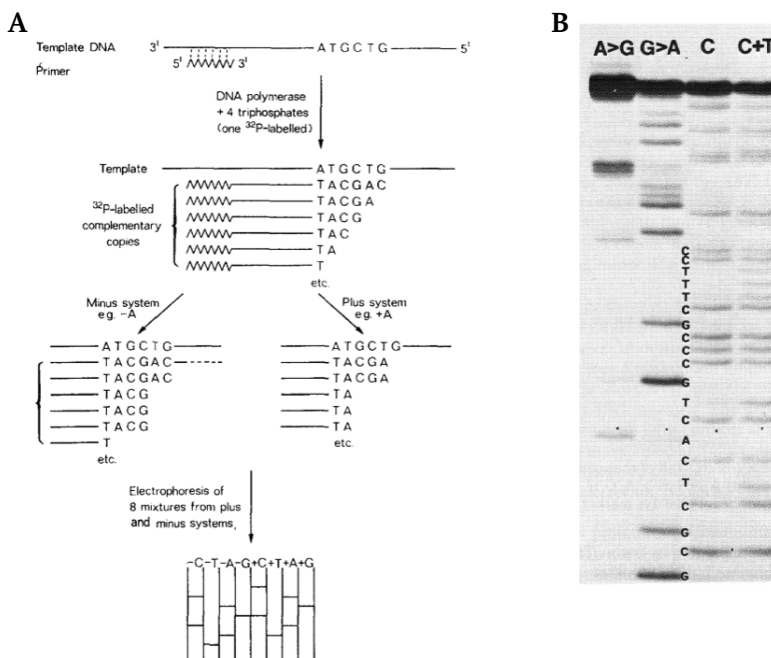 A
Template DNA 3' ATGCTG 5'
Primer 5' 3'
DNA polymerase
+ 4 triphosphates
(one ³²P-labelled)
Template ATGCTG
TACGAC
TACGA
TACG
TAC
TA
T
etc.
³²P-labelled
complementary
copies
Minus system
e.g. -A
Plus system
e.g. +A
ATGCTG
TACGAC
TACGAC
TACG
TACG
TACG
T
etc.
ATGCTG
TACGA
TACGA
TA
TA
TA
etc.
Electrophoresis of
8 mixtures from plus
and minus systems,
-C-T-A-G+C+T+A+G
B
A>G G>A C C+T
C
C
T
T
T
C
G
C
C
C
G
T
C
A
C
T
C
G
C
G